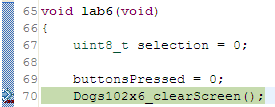 65 void lab6(void)
66 {
67     uint8_t selection = 0;
68
69     buttonsPressed = 0;
70     Dogs102x6_clearScreen();